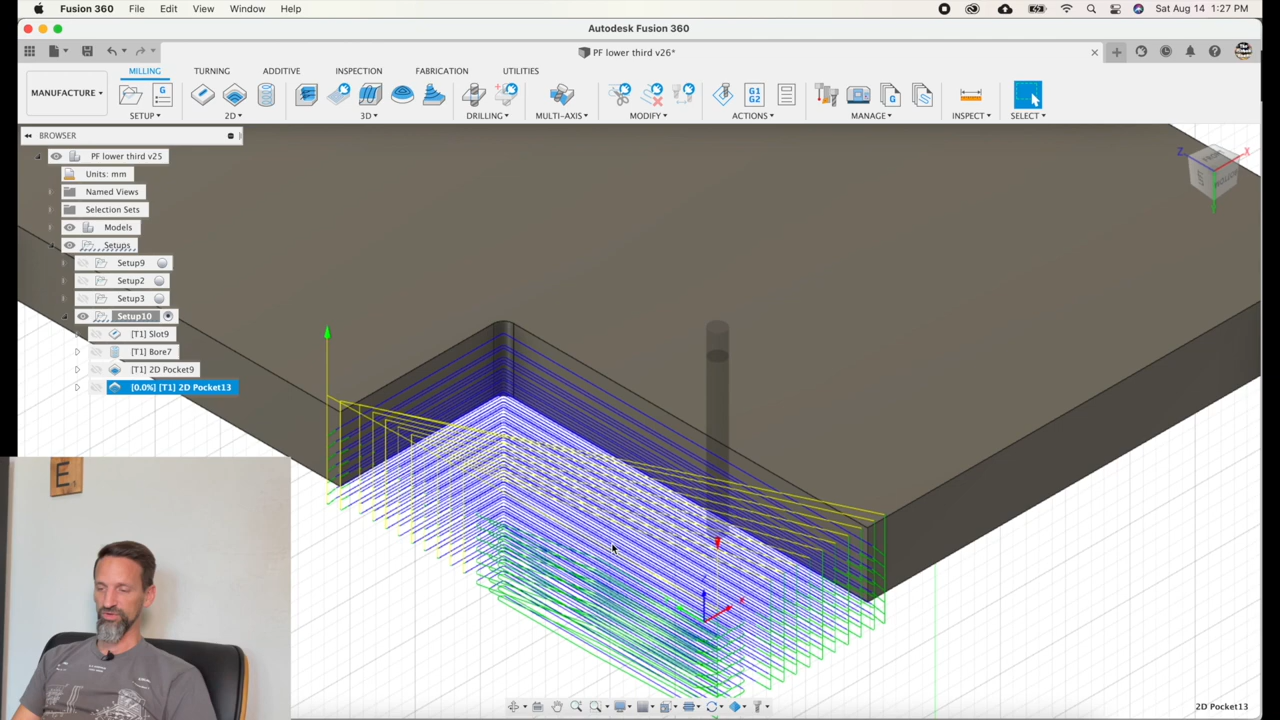 Fusion 360 File Edit View Window Help Sat Aug 14 1:27 PM
Autodesk Fusion 360
PF lower third v26*
MILLING TURNING ADDITIVE INSPECTION FABRICATION UTILITIES
MANUFACTURE
SETUP 2D 3D DRILLING MULTI-AXIS MODIFY ACTIONS MANAGE INSPECT SELECT
G
G1
G2
G
BROWSER
PF lower third v25
Units: mm
Named Views
Selection Sets
Models
Setups
Setup9
Setup2
Setup3
Setup10
[T1] Slot9
[T1] Bore7
[T1] 2D Pocket9
[0.0%] [T1] 2D Pocket13
Z
X
E
2D Pocket13